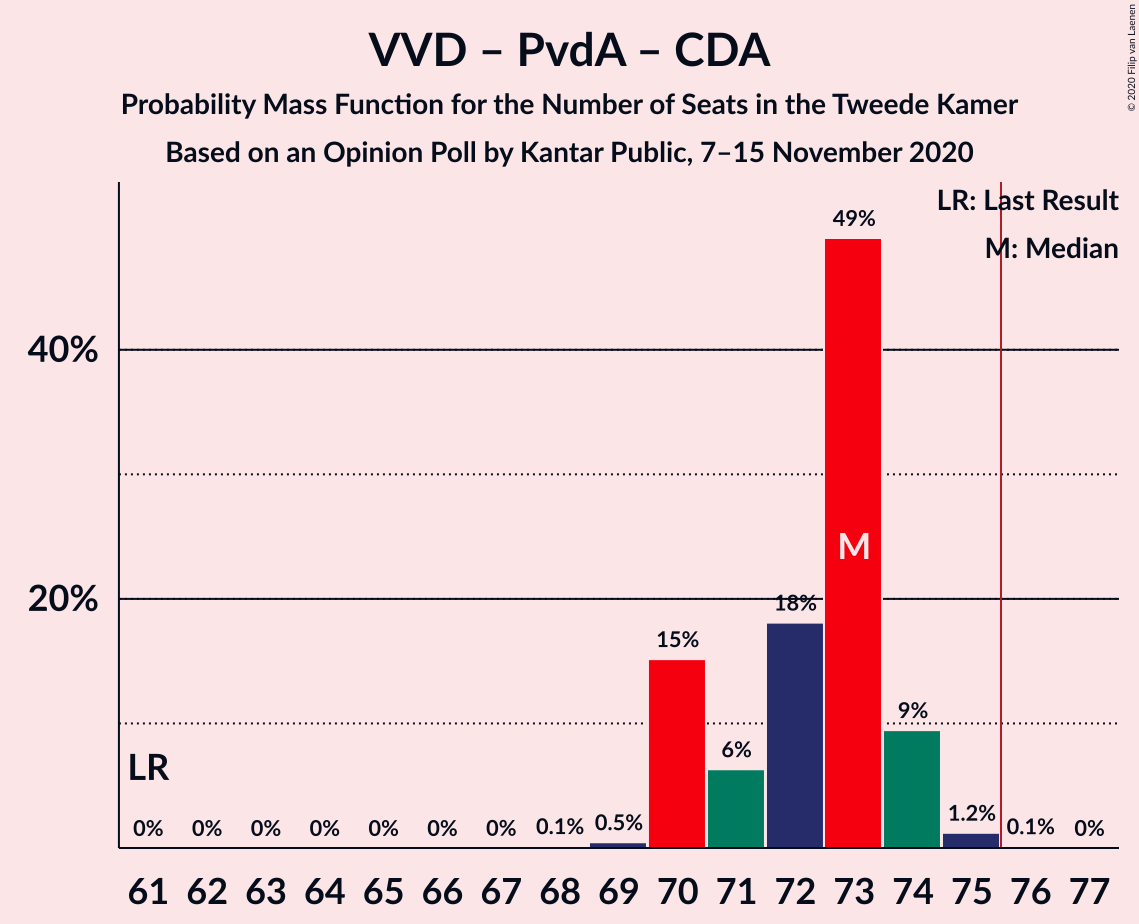 VVD – PvdA – CDA
Probability Mass Function for the Number of Seats in the Tweede Kamer
Based on an Opinion Poll by Kantar Public, 7–15 November 2020
© 2020 Filip van Laenen
LR: Last Result
M: Median
40%
20%
LR
M
0% 0% 0% 0% 0% 0% 0% 0.1% 0.5% 15% 6% 18% 49% 9% 1.2% 0.1% 0%
61 62 63 64 65 66 67 68 69 70 71 72 73 74 75 76 77